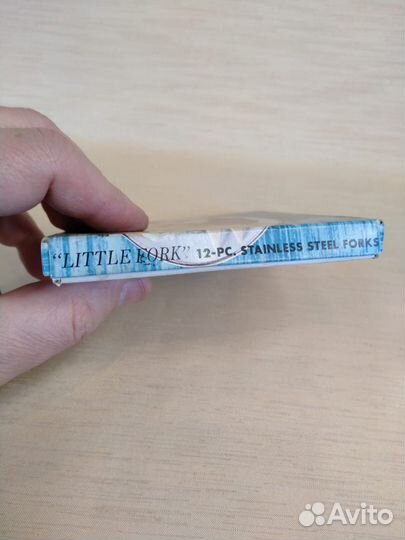 "LITTLE FORK" 12-PC. STAINLESS STEEL FORKS
Avito